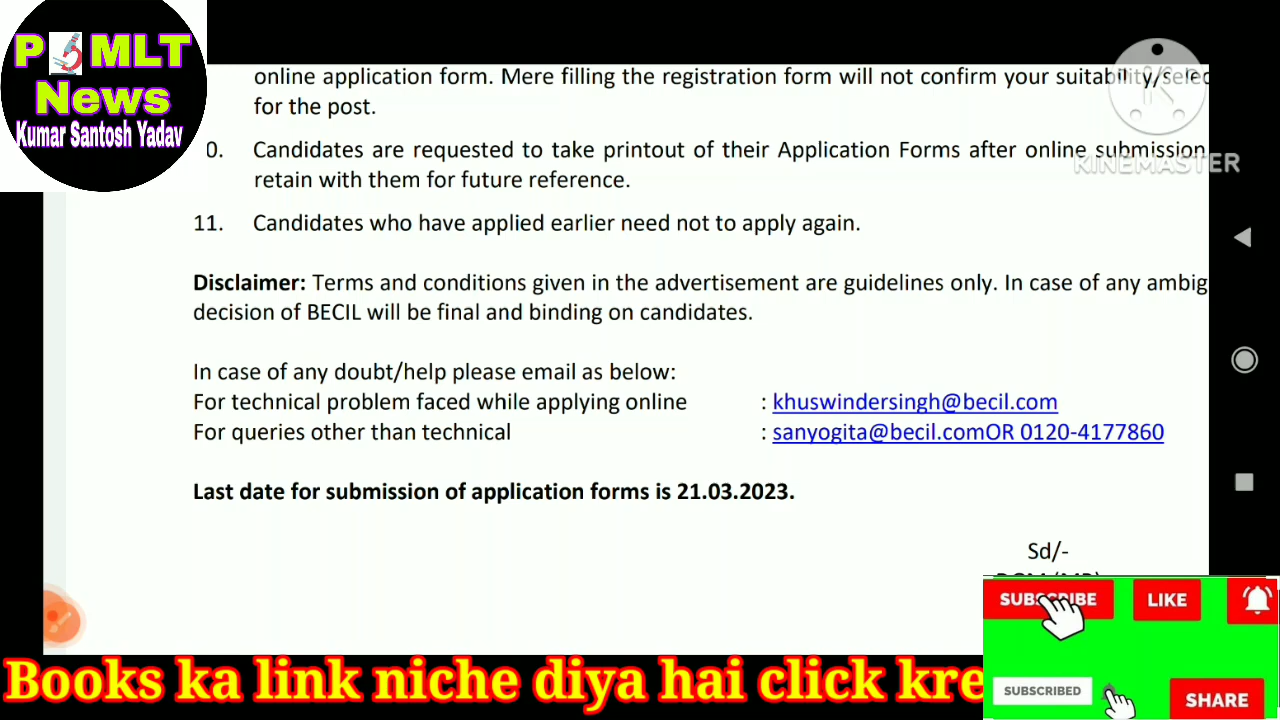 P MLT
News
Kumar Santosh Yadav
online application form. Mere filling the registration form will not confirm your suitability/selec
for the post.
0. Candidates are requested to take printout of their Application Forms after online submission
retain with them for future reference.
11. Candidates who have applied earlier need not to apply again.
Disclaimer: Terms and conditions given in the advertisement are guidelines only. In case of any ambig
decision of BECIL will be final and binding on candidates.
In case of any doubt/help please email as below:
For technical problem faced while applying online : khuswindersingh@becil.com
For queries other than technical : sanyogita@becil.comOR 0120-4177860
Last date for submission of application forms is 21.03.2023.
Sd/-
KINEMASTER
SUBSCRIBE LIKE
SUBSCRIBED SHARE
Books ka link niche diya hai click kre